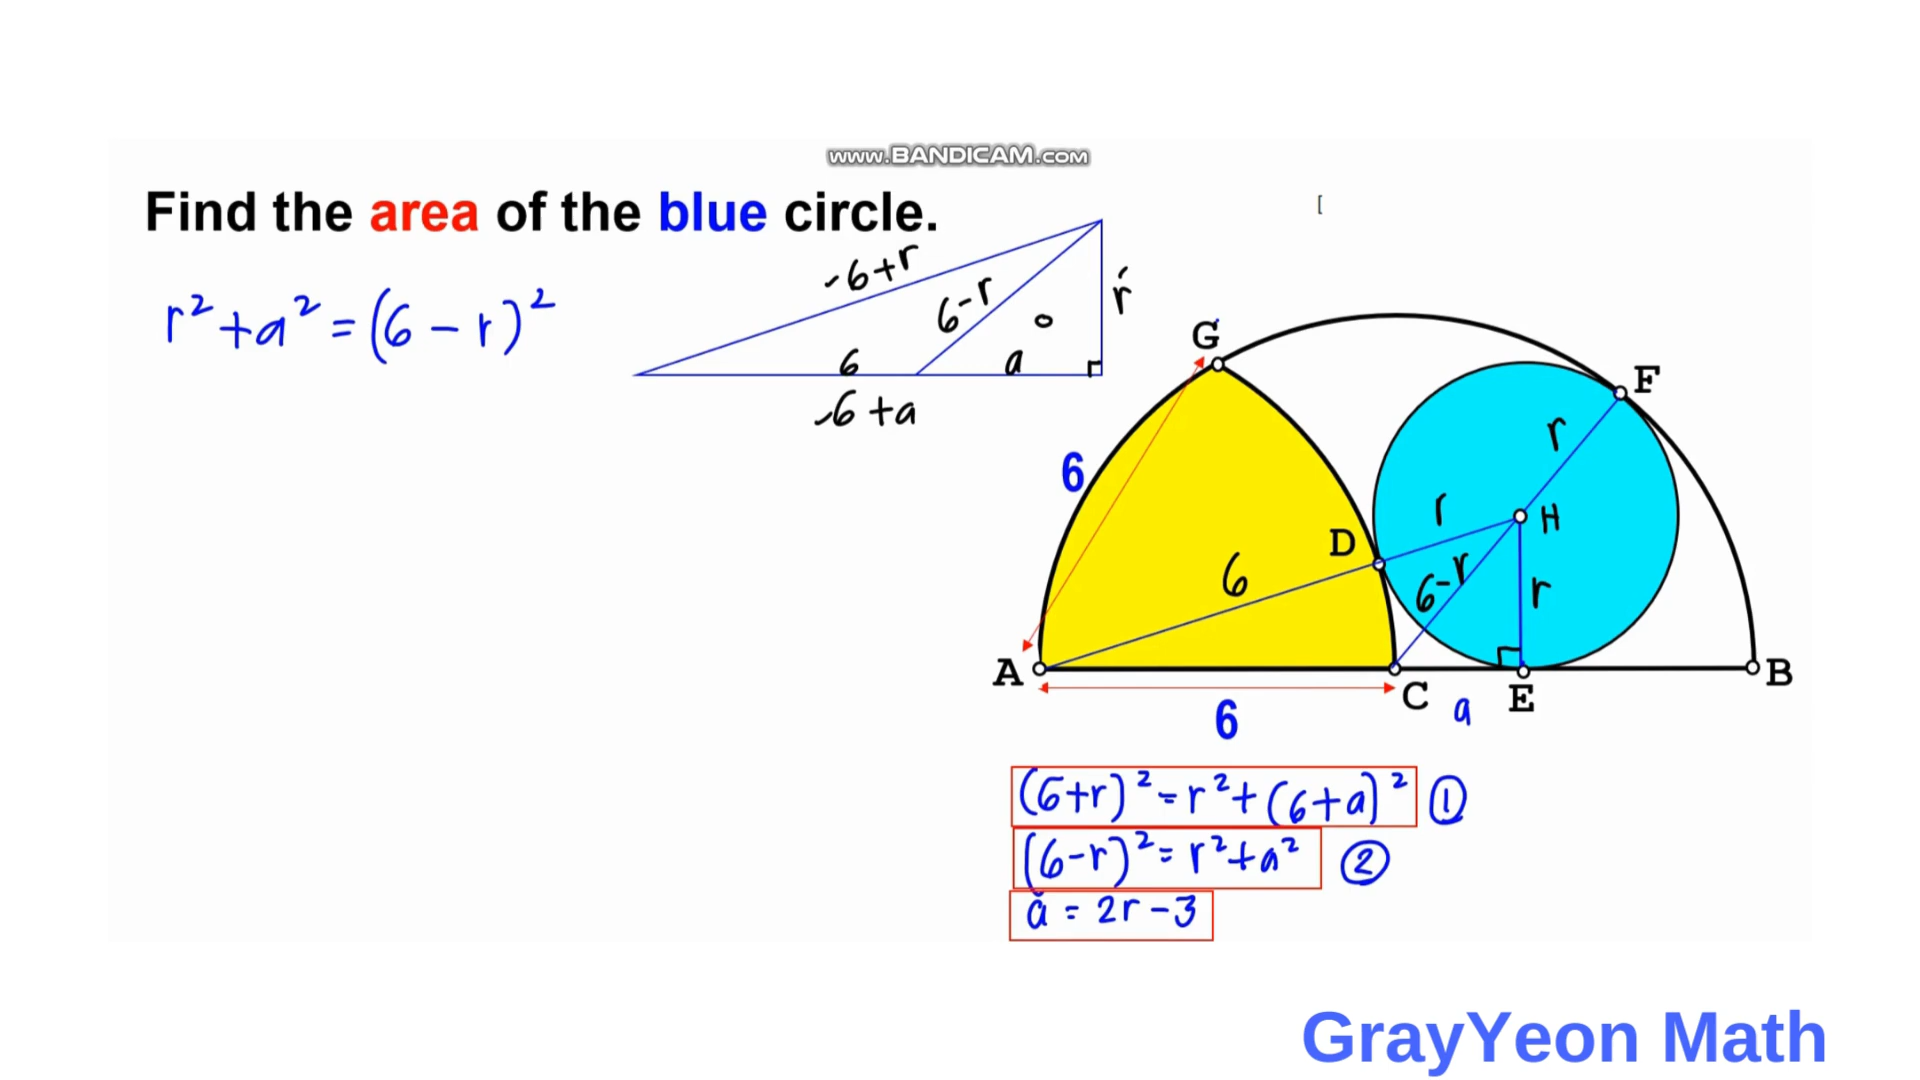 www.BANDICAM.com
Find the area of the blue circle.
[
r² + a² = (6 - r)²
-6+r
6-r
r
6
a
-6+a
G
F
6
r
r
H
D
6
6-r
r
A
C
E
B
a
6
(6+r)² = r² + (6+a)² ①
(6-r)² = r² + a² ②
a = 2r - 3
GrayYeon Math